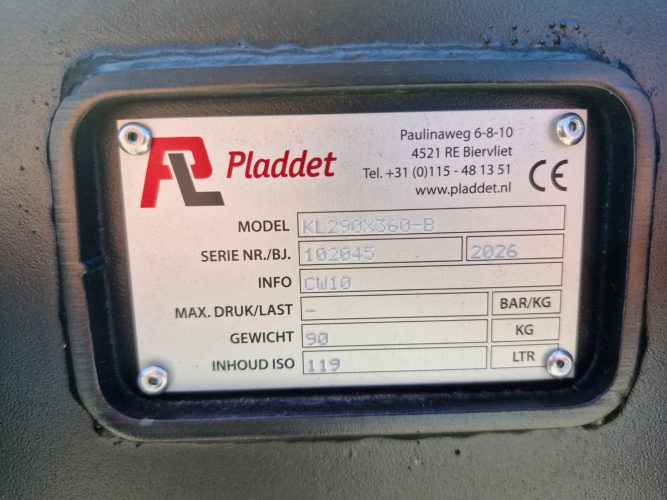 PL Pladdet
Paulinaweg 6-8-10
4521 RE Biervliet
Tel. +31 (0)115 - 48 13 51
www.pladdet.nl
CE
MODEL KL290X360-B
SERIE NR./BJ. 102045 2026
INFO CW10
MAX. DRUK/LAST - BAR/KG
GEWICHT 90 KG
INHOUD ISO 119 LTR